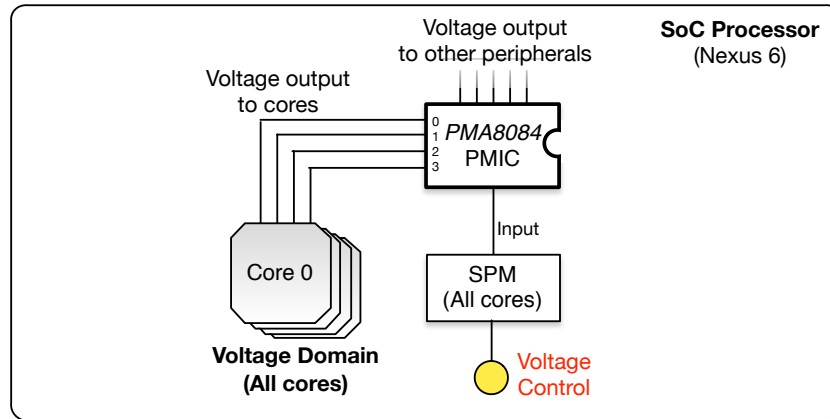 Voltage output
to other peripherals
SoC Processor
(Nexus 6)
Voltage output
to cores
0
1
2
3
PMA8084
PMIC
Input
Core 0
SPM
(All cores)
Voltage Domain
(All cores)
Voltage
Control